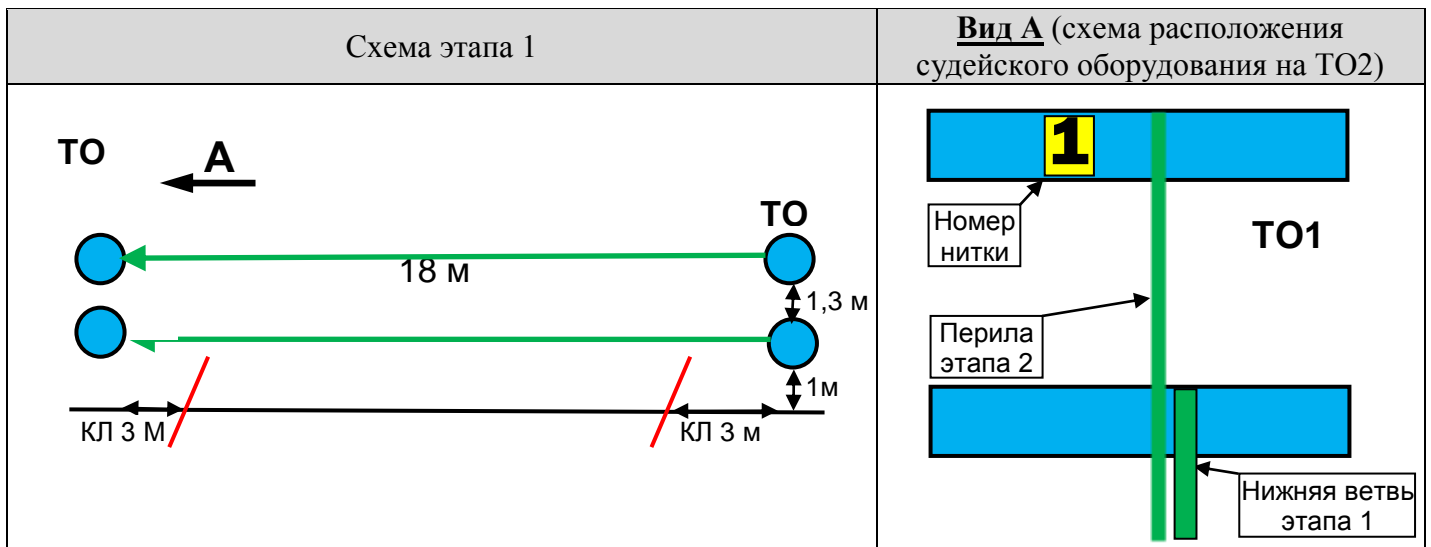 Схема этапа 1
Вид А (схема расположения
судейского оборудования на ТО2)
ТО
А
ТО
18 м
1,3 м
1м
КЛ 3 М
КЛ 3 м
1
Номер
нитки
ТО1
Перила
этапа 2
Нижняя ветвь
этапа 1